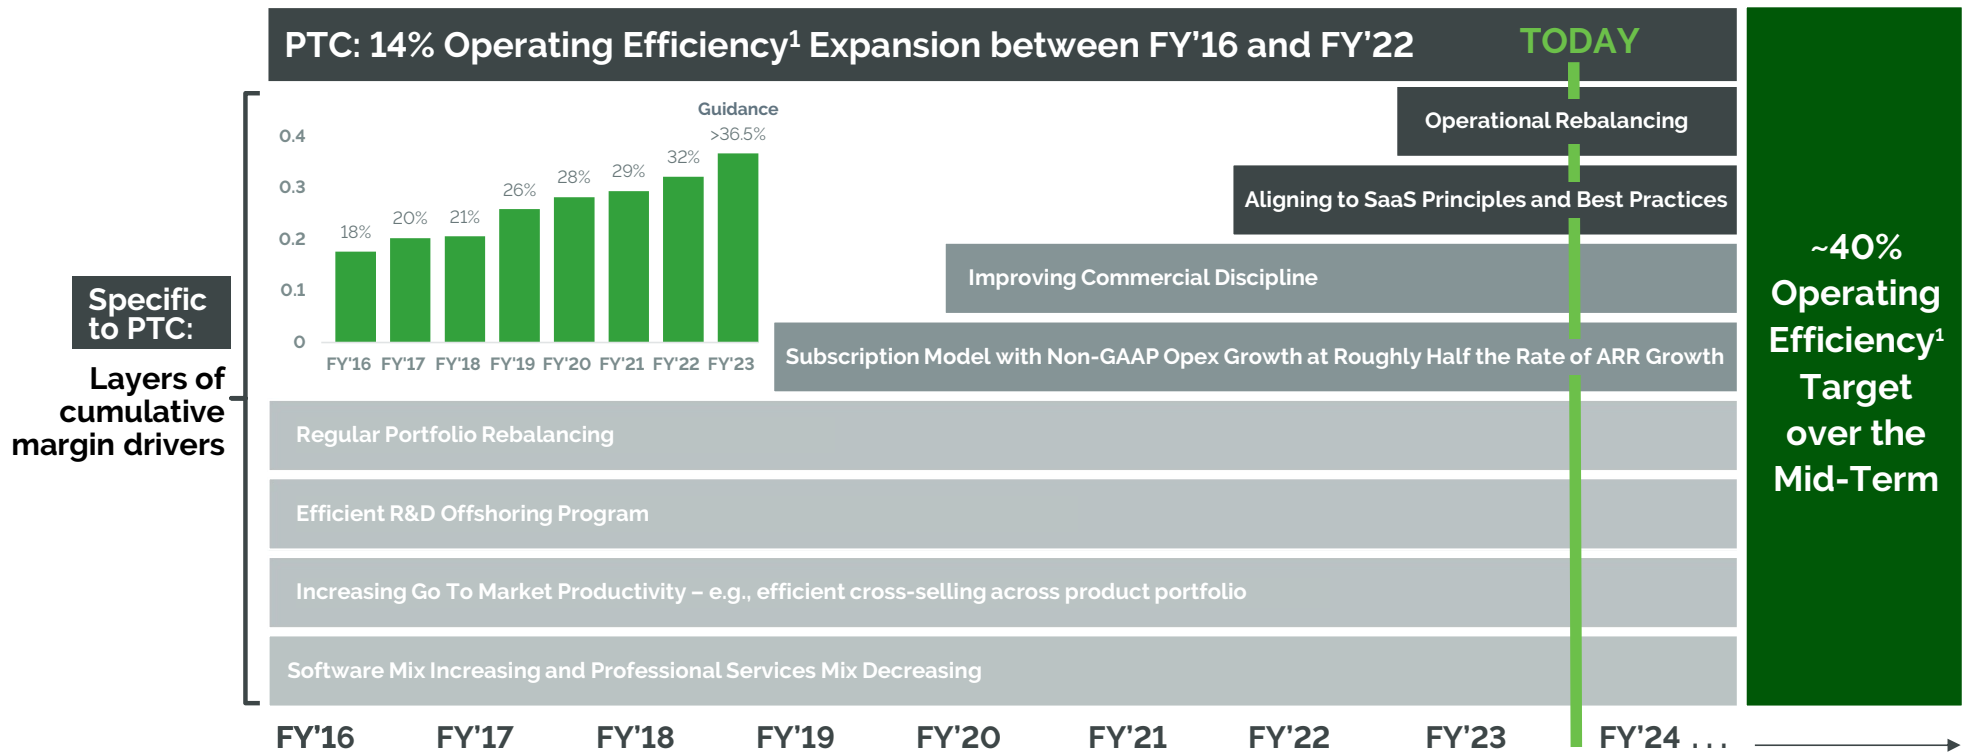 PTC: 14% Operating Efficiency¹ Expansion between FY’16 and FY’22
TODAY
Guidance
>36.5%
0.4
0.3
0.2
0.1
0
18%
20%
21%
26%
28%
29%
32%
FY'16 FY'17 FY'18 FY'19 FY'20 FY'21 FY'22 FY'23
Operational Rebalancing
Aligning to SaaS Principles and Best Practices
Improving Commercial Discipline
Subscription Model with Non-GAAP Opex Growth at Roughly Half the Rate of ARR Growth
Regular Portfolio Rebalancing
Efficient R&D Offshoring Program
Increasing Go To Market Productivity – e.g., efficient cross-selling across product portfolio
Software Mix Increasing and Professional Services Mix Decreasing
Specific
to PTC:
Layers of
cumulative
margin drivers
~40%
Operating
Efficiency¹
Target
over the
Mid-Term
FY’16 FY’17 FY’18 FY’19 FY’20 FY’21 FY’22 FY’23 FY’24 . . .